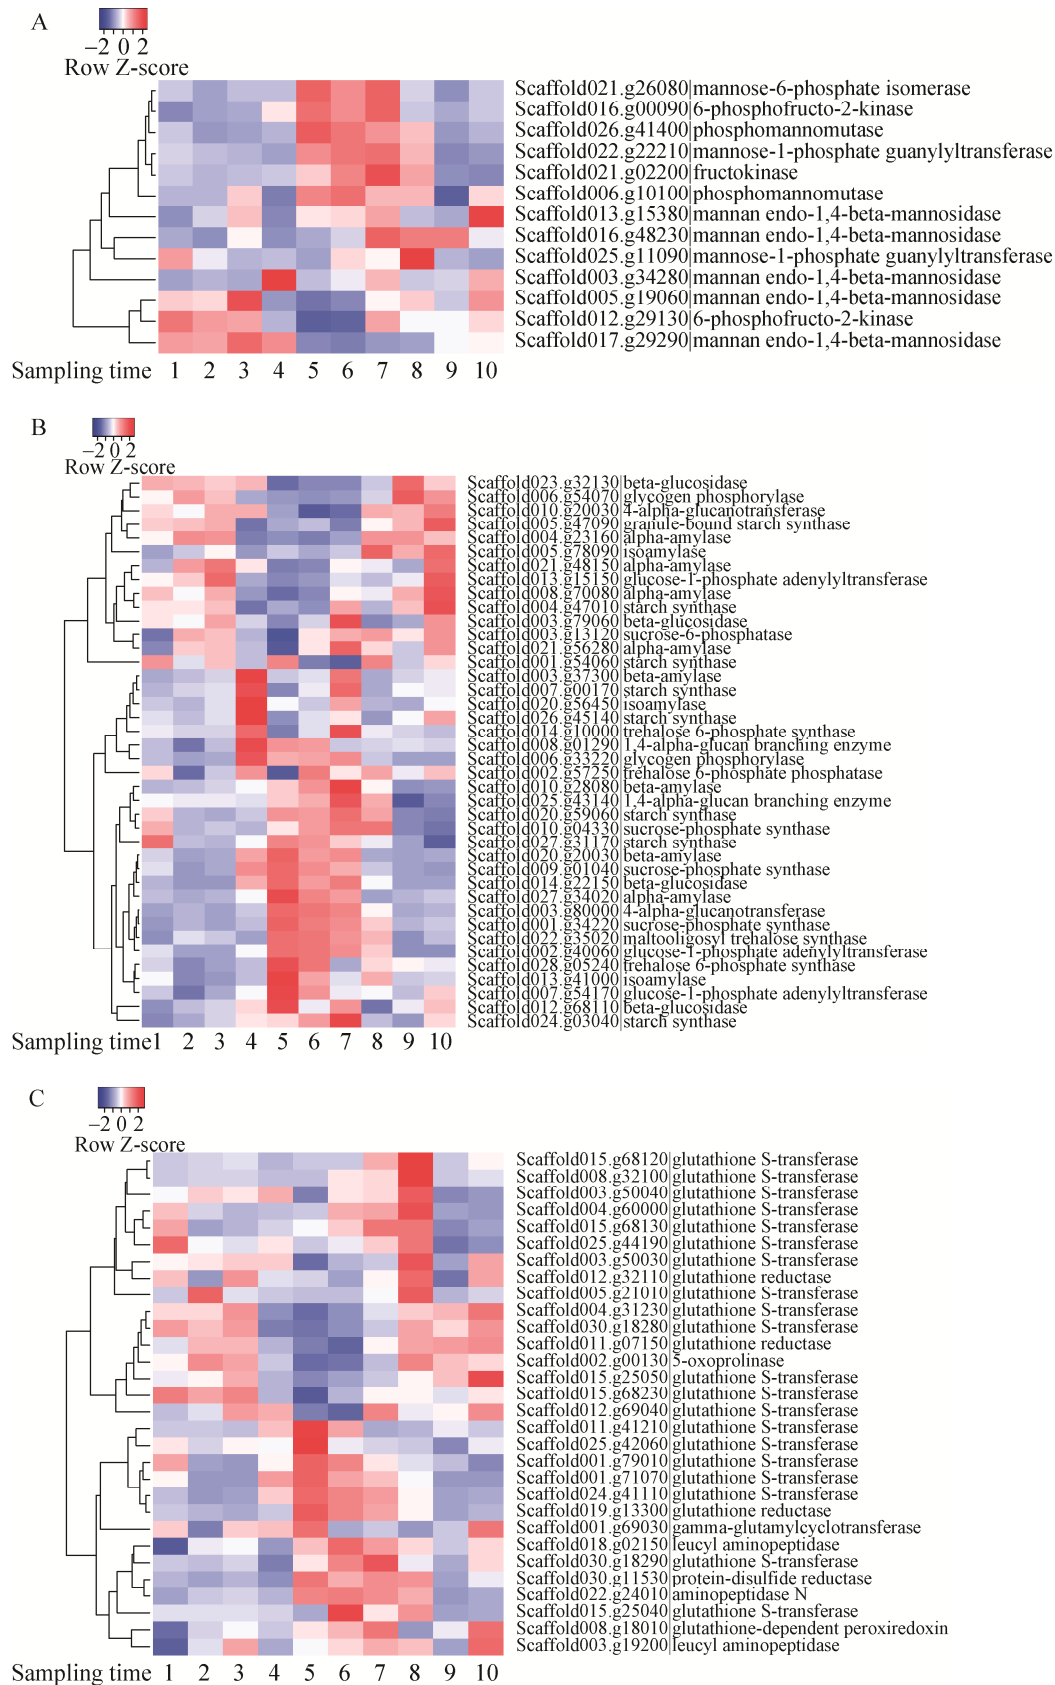 A
−2 0 2
Row Z-score
Scaffold021.g26080|mannose-6-phosphate isomerase
Scaffold016.g00090|6-phosphofructo-2-kinase
Scaffold026.g41400|phosphomannomutase
Scaffold022.g22210|mannose-1-phosphate guanylyltransferase
Scaffold021.g02200|fructokinase
Scaffold006.g10100|phosphomannomutase
Scaffold013.g15380|mannan endo-1,4-beta-mannosidase
Scaffold016.g48230|mannan endo-1,4-beta-mannosidase
Scaffold025.g11090|mannose-1-phosphate guanylyltransferase
Scaffold003.g34280|mannan endo-1,4-beta-mannosidase
Scaffold005.g19060|mannan endo-1,4-beta-mannosidase
Scaffold012.g29130|6-phosphofructo-2-kinase
Scaffold017.g29290|mannan endo-1,4-beta-mannosidase
Sampling time 1 2 3 4 5 6 7 8 9 10
B
−2 0 2
Row Z-score
Scaffold023.g32130|beta-glucosidase
Scaffold006.g54070|glycogen phosphorylase
Scaffold010.g20030|4-alpha-glucanotransferase
Scaffold005.g47090|granule-bound starch synthase
Scaffold004.g23160|alpha-amylase
Scaffold005.g78090|isoamylase
Scaffold021.g48150|alpha-amylase
Scaffold013.g15150|glucose-1-phosphate adenylyltransferase
Scaffold008.g70080|alpha-amylase
Scaffold004.g47010|starch synthase
Scaffold003.g79060|beta-glucosidase
Scaffold003.g13120|sucrose-6-phosphatase
Scaffold021.g56280|alpha-amylase
Scaffold001.g54060|starch synthase
Scaffold003.g37300|beta-amylase
Scaffold007.g00170|starch synthase
Scaffold020.g56450|isoamylase
Scaffold026.g45140|starch synthase
Scaffold014.g10000|trehalose 6-phosphate synthase
Scaffold008.g01290|1,4-alpha-glucan branching enzyme
Scaffold006.g33220|glycogen phosphorylase
Scaffold002.g57250|trehalose 6-phosphate phosphatase
Scaffold010.g28080|beta-amylase
Scaffold025.g43140|1,4-alpha-glucan branching enzyme
Scaffold020.g59060|starch synthase
Scaffold010.g04330|sucrose-phosphate synthase
Scaffold027.g31170|starch synthase
Scaffold020.g20030|beta-amylase
Scaffold009.g01040|sucrose-phosphate synthase
Scaffold014.g22150|beta-glucosidase
Scaffold027.g34020|alpha-amylase
Scaffold003.g80000|4-alpha-glucanotransferase
Scaffold001.g34220|sucrose-phosphate synthase
Scaffold022.g35020|maltooligosyl trehalose synthase
Scaffold002.g40060|glucose-1-phosphate adenylyltransferase
Scaffold028.g05240|trehalose 6-phosphate synthase
Scaffold013.g41000|isoamylase
Scaffold007.g54170|glucose-1-phosphate adenylyltransferase
Scaffold012.g68110|beta-glucosidase
Scaffold024.g03040|starch synthase
Sampling time1 2 3 4 5 6 7 8 9 10
C
−2 0 2
Row Z-score
Scaffold015.g68120|glutathione S-transferase
Scaffold008.g32100|glutathione S-transferase
Scaffold003.g50040|glutathione S-transferase
Scaffold004.g60000|glutathione S-transferase
Scaffold015.g68130|glutathione S-transferase
Scaffold025.g44190|glutathione S-transferase
Scaffold003.g50030|glutathione S-transferase
Scaffold012.g32110|glutathione reductase
Scaffold005.g21010|glutathione S-transferase
Scaffold004.g31230|glutathione S-transferase
Scaffold030.g18280|glutathione S-transferase
Scaffold011.g07150|glutathione reductase
Scaffold002.g00130|5-oxoprolinase
Scaffold015.g25050|glutathione S-transferase
Scaffold015.g68230|glutathione S-transferase
Scaffold012.g69040|glutathione S-transferase
Scaffold011.g41210|glutathione S-transferase
Scaffold025.g42060|glutathione S-transferase
Scaffold001.g79010|glutathione S-transferase
Scaffold001.g71070|glutathione S-transferase
Scaffold024.g41110|glutathione S-transferase
Scaffold019.g13300|glutathione reductase
Scaffold001.g69030|gamma-glutamylcyclotransferase
Scaffold018.g02150|leucyl aminopeptidase
Scaffold030.g18290|glutathione S-transferase
Scaffold030.g11530|protein-disulfide reductase
Scaffold022.g24010|aminopeptidase N
Scaffold015.g25040|glutathione S-transferase
Scaffold008.g18010|glutathione-dependent peroxiredoxin
Scaffold003.g19200|leucyl aminopeptidase
Sampling time 1 2 3 4 5 6 7 8 9 10